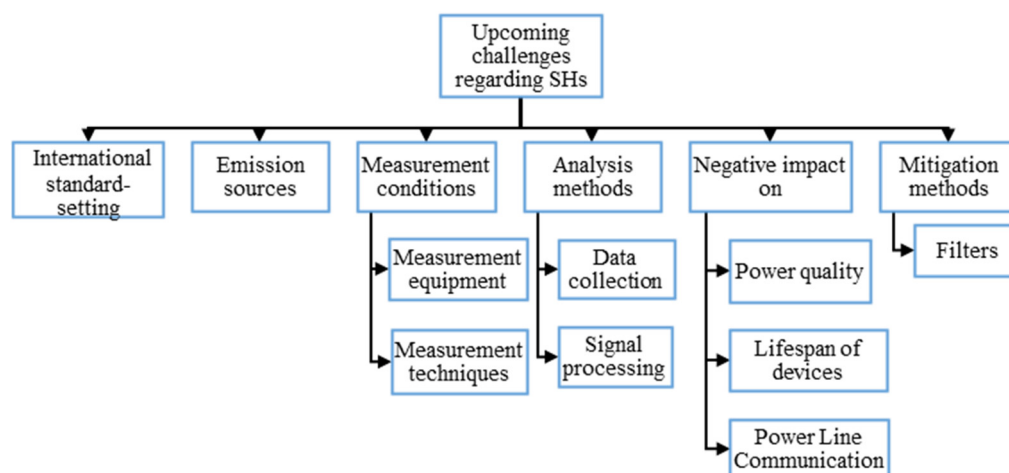 Upcoming
challenges
regarding SHs
International
standard-
setting
Emission
sources
Measurement
conditions
Analysis
methods
Negative impact
on
Mitigation
methods
Measurement
equipment
Measurement
techniques
Data
collection
Signal
processing
Power quality
Lifespan of
devices
Power Line
Communication
Filters